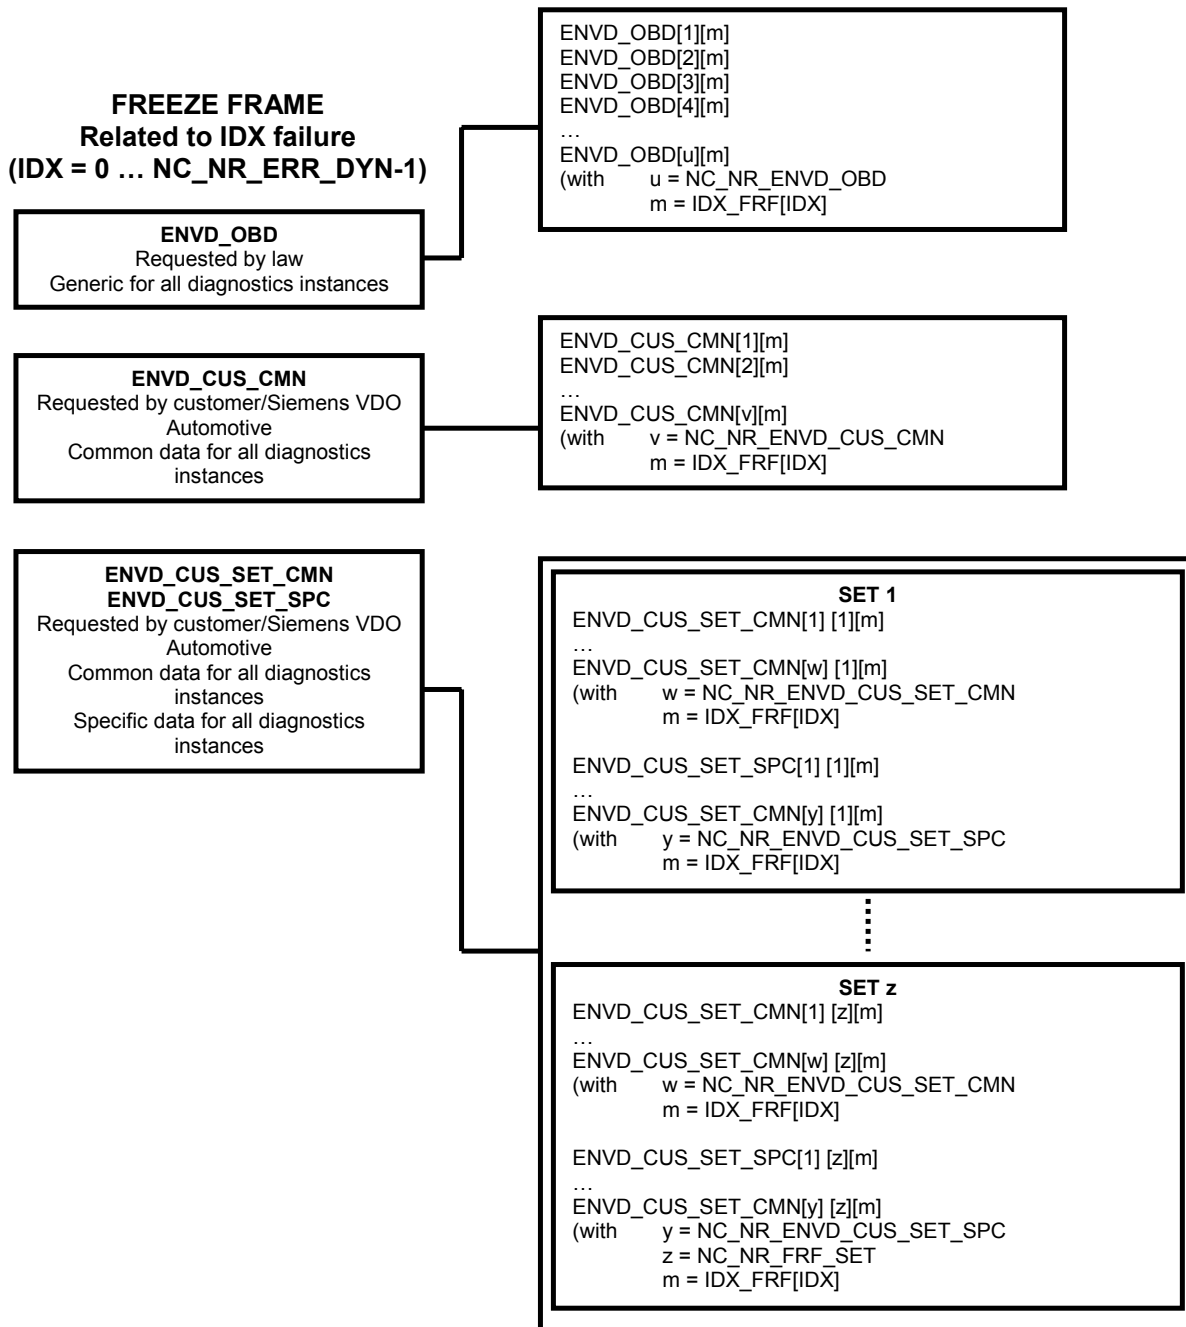 FREEZE FRAME
Related to IDX failure
(IDX = 0 … NC_NR_ERR_DYN-1)
ENVD_OBD
Requested by law
Generic for all diagnostics instances
ENVD_OBD[1][m]
ENVD_OBD[2][m]
ENVD_OBD[3][m]
ENVD_OBD[4][m]
…
ENVD_OBD[u][m]
(with u = NC_NR_ENVD_OBD
m = IDX_FRF[IDX]
ENVD_CUS_CMN
Requested by customer/Siemens VDO
Automotive
Common data for all diagnostics
instances
ENVD_CUS_CMN[1][m]
ENVD_CUS_CMN[2][m]
…
ENVD_CUS_CMN[v][m]
(with v = NC_NR_ENVD_CUS_CMN
m = IDX_FRF[IDX]
ENVD_CUS_SET_CMN
ENVD_CUS_SET_SPC
Requested by customer/Siemens VDO
Automotive
Common data for all diagnostics
instances
Specific data for all diagnostics
instances
SET 1
ENVD_CUS_SET_CMN[1] [1][m]
…
ENVD_CUS_SET_CMN[w] [1][m]
(with w = NC_NR_ENVD_CUS_SET_CMN
m = IDX_FRF[IDX]
ENVD_CUS_SET_SPC[1] [1][m]
…
ENVD_CUS_SET_CMN[y] [1][m]
(with y = NC_NR_ENVD_CUS_SET_SPC
m = IDX_FRF[IDX]
SET z
ENVD_CUS_SET_CMN[1] [z][m]
…
ENVD_CUS_SET_CMN[w] [z][m]
(with w = NC_NR_ENVD_CUS_SET_CMN
m = IDX_FRF[IDX]
ENVD_CUS_SET_SPC[1] [z][m]
…
ENVD_CUS_SET_CMN[y] [z][m]
(with y = NC_NR_ENVD_CUS_SET_SPC
z = NC_NR_FRF_SET
m = IDX_FRF[IDX]